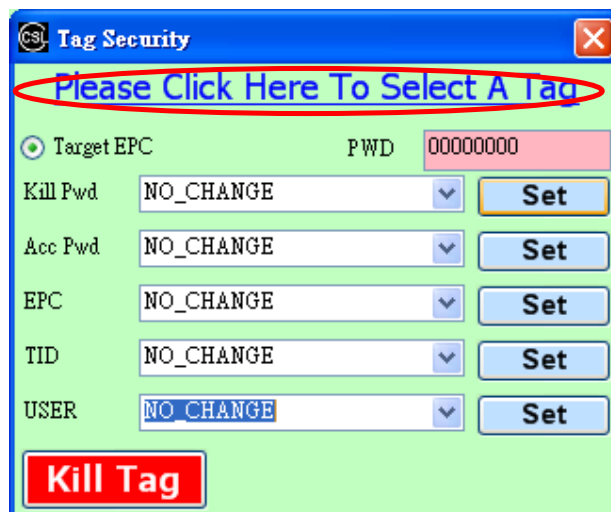 CSL Tag Security
Please Click Here To Select A Tag
Target EPC PWD 00000000
Kill Pwd NO_CHANGE Set
Acc Pwd NO_CHANGE Set
EPC NO_CHANGE Set
TID NO_CHANGE Set
USER NO_CHANGE Set
Kill Tag